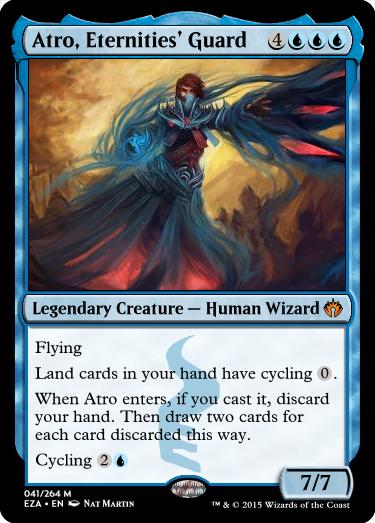 Atro, Eternities' Guard 4
Legendary Creature — Human Wizard
Flying
Land cards in your hand have cycling 0.
When Atro enters, if you cast it, discard
your hand. Then draw two cards for
each card discarded this way.
Cycling 2
7/7
041/264 M
EZA • EN Nat Martin
™ & © 2015 Wizards of the Coast